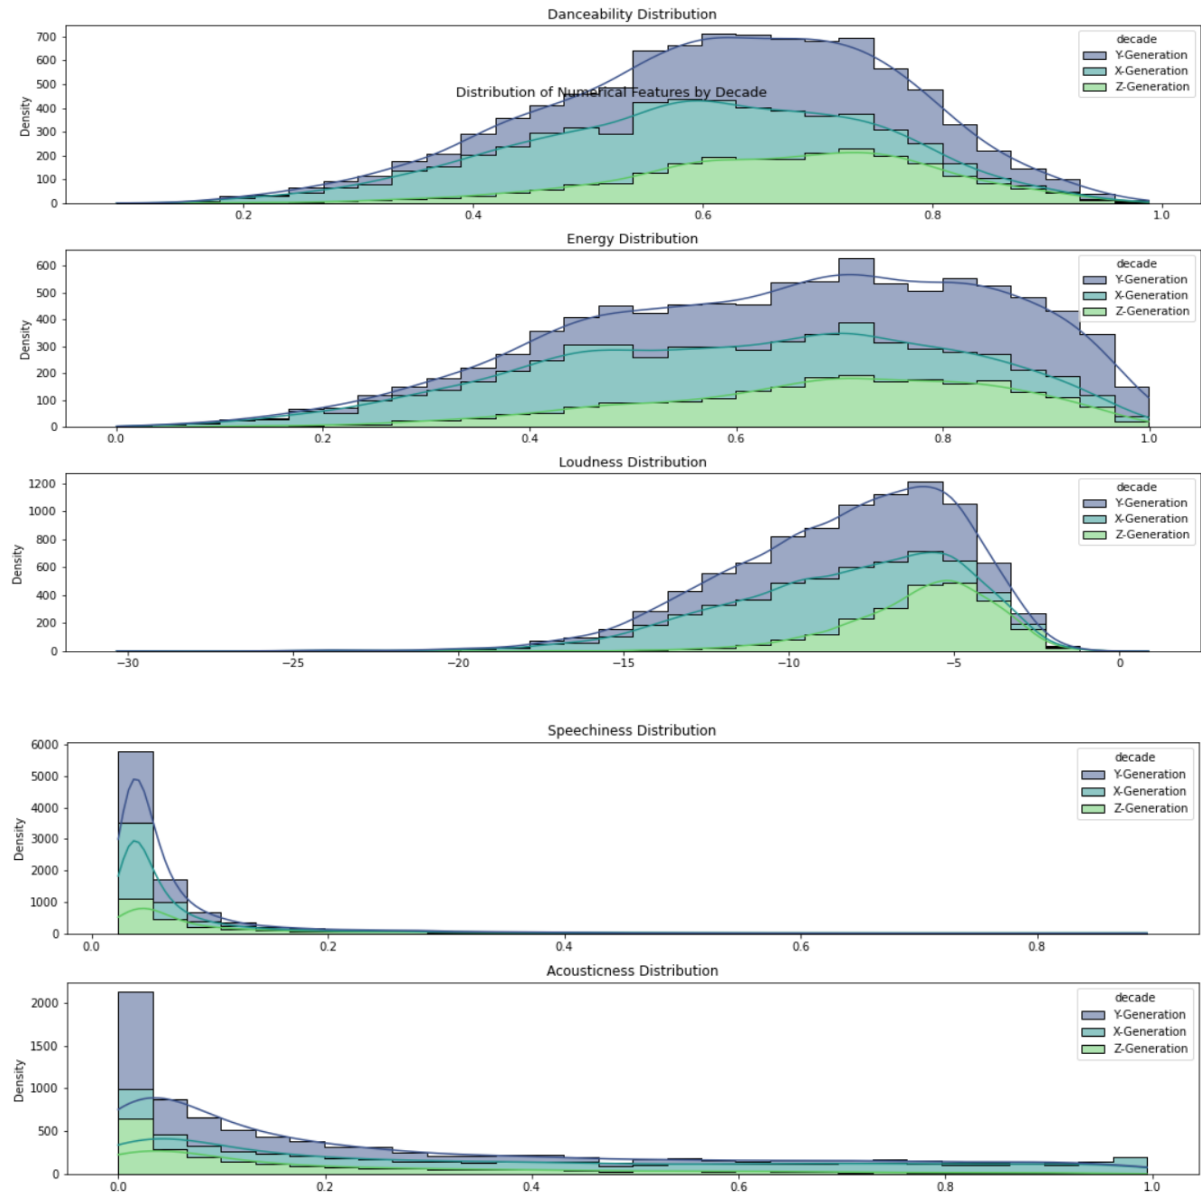 Danceability Distribution
700
600
500
400
300
200
100
0
Density
Distribution of Numerical Features by Decade
decade
Y-Generation
X-Generation
Z-Generation
0.2 0.4 0.6 0.8 1.0
Energy Distribution
600
500
400
300
200
100
0
Density
decade
Y-Generation
X-Generation
Z-Generation
0.0 0.2 0.4 0.6 0.8 1.0
Loudness Distribution
1200
1000
800
600
400
200
0
Density
decade
Y-Generation
X-Generation
Z-Generation
−30 −25 −20 −15 −10 −5 0
Speechiness Distribution
6000
5000
4000
3000
2000
1000
0
Density
decade
Y-Generation
X-Generation
Z-Generation
0.0 0.2 0.4 0.6 0.8
Acousticness Distribution
2000
1500
1000
500
0
Density
decade
Y-Generation
X-Generation
Z-Generation
0.0 0.2 0.4 0.6 0.8 1.0